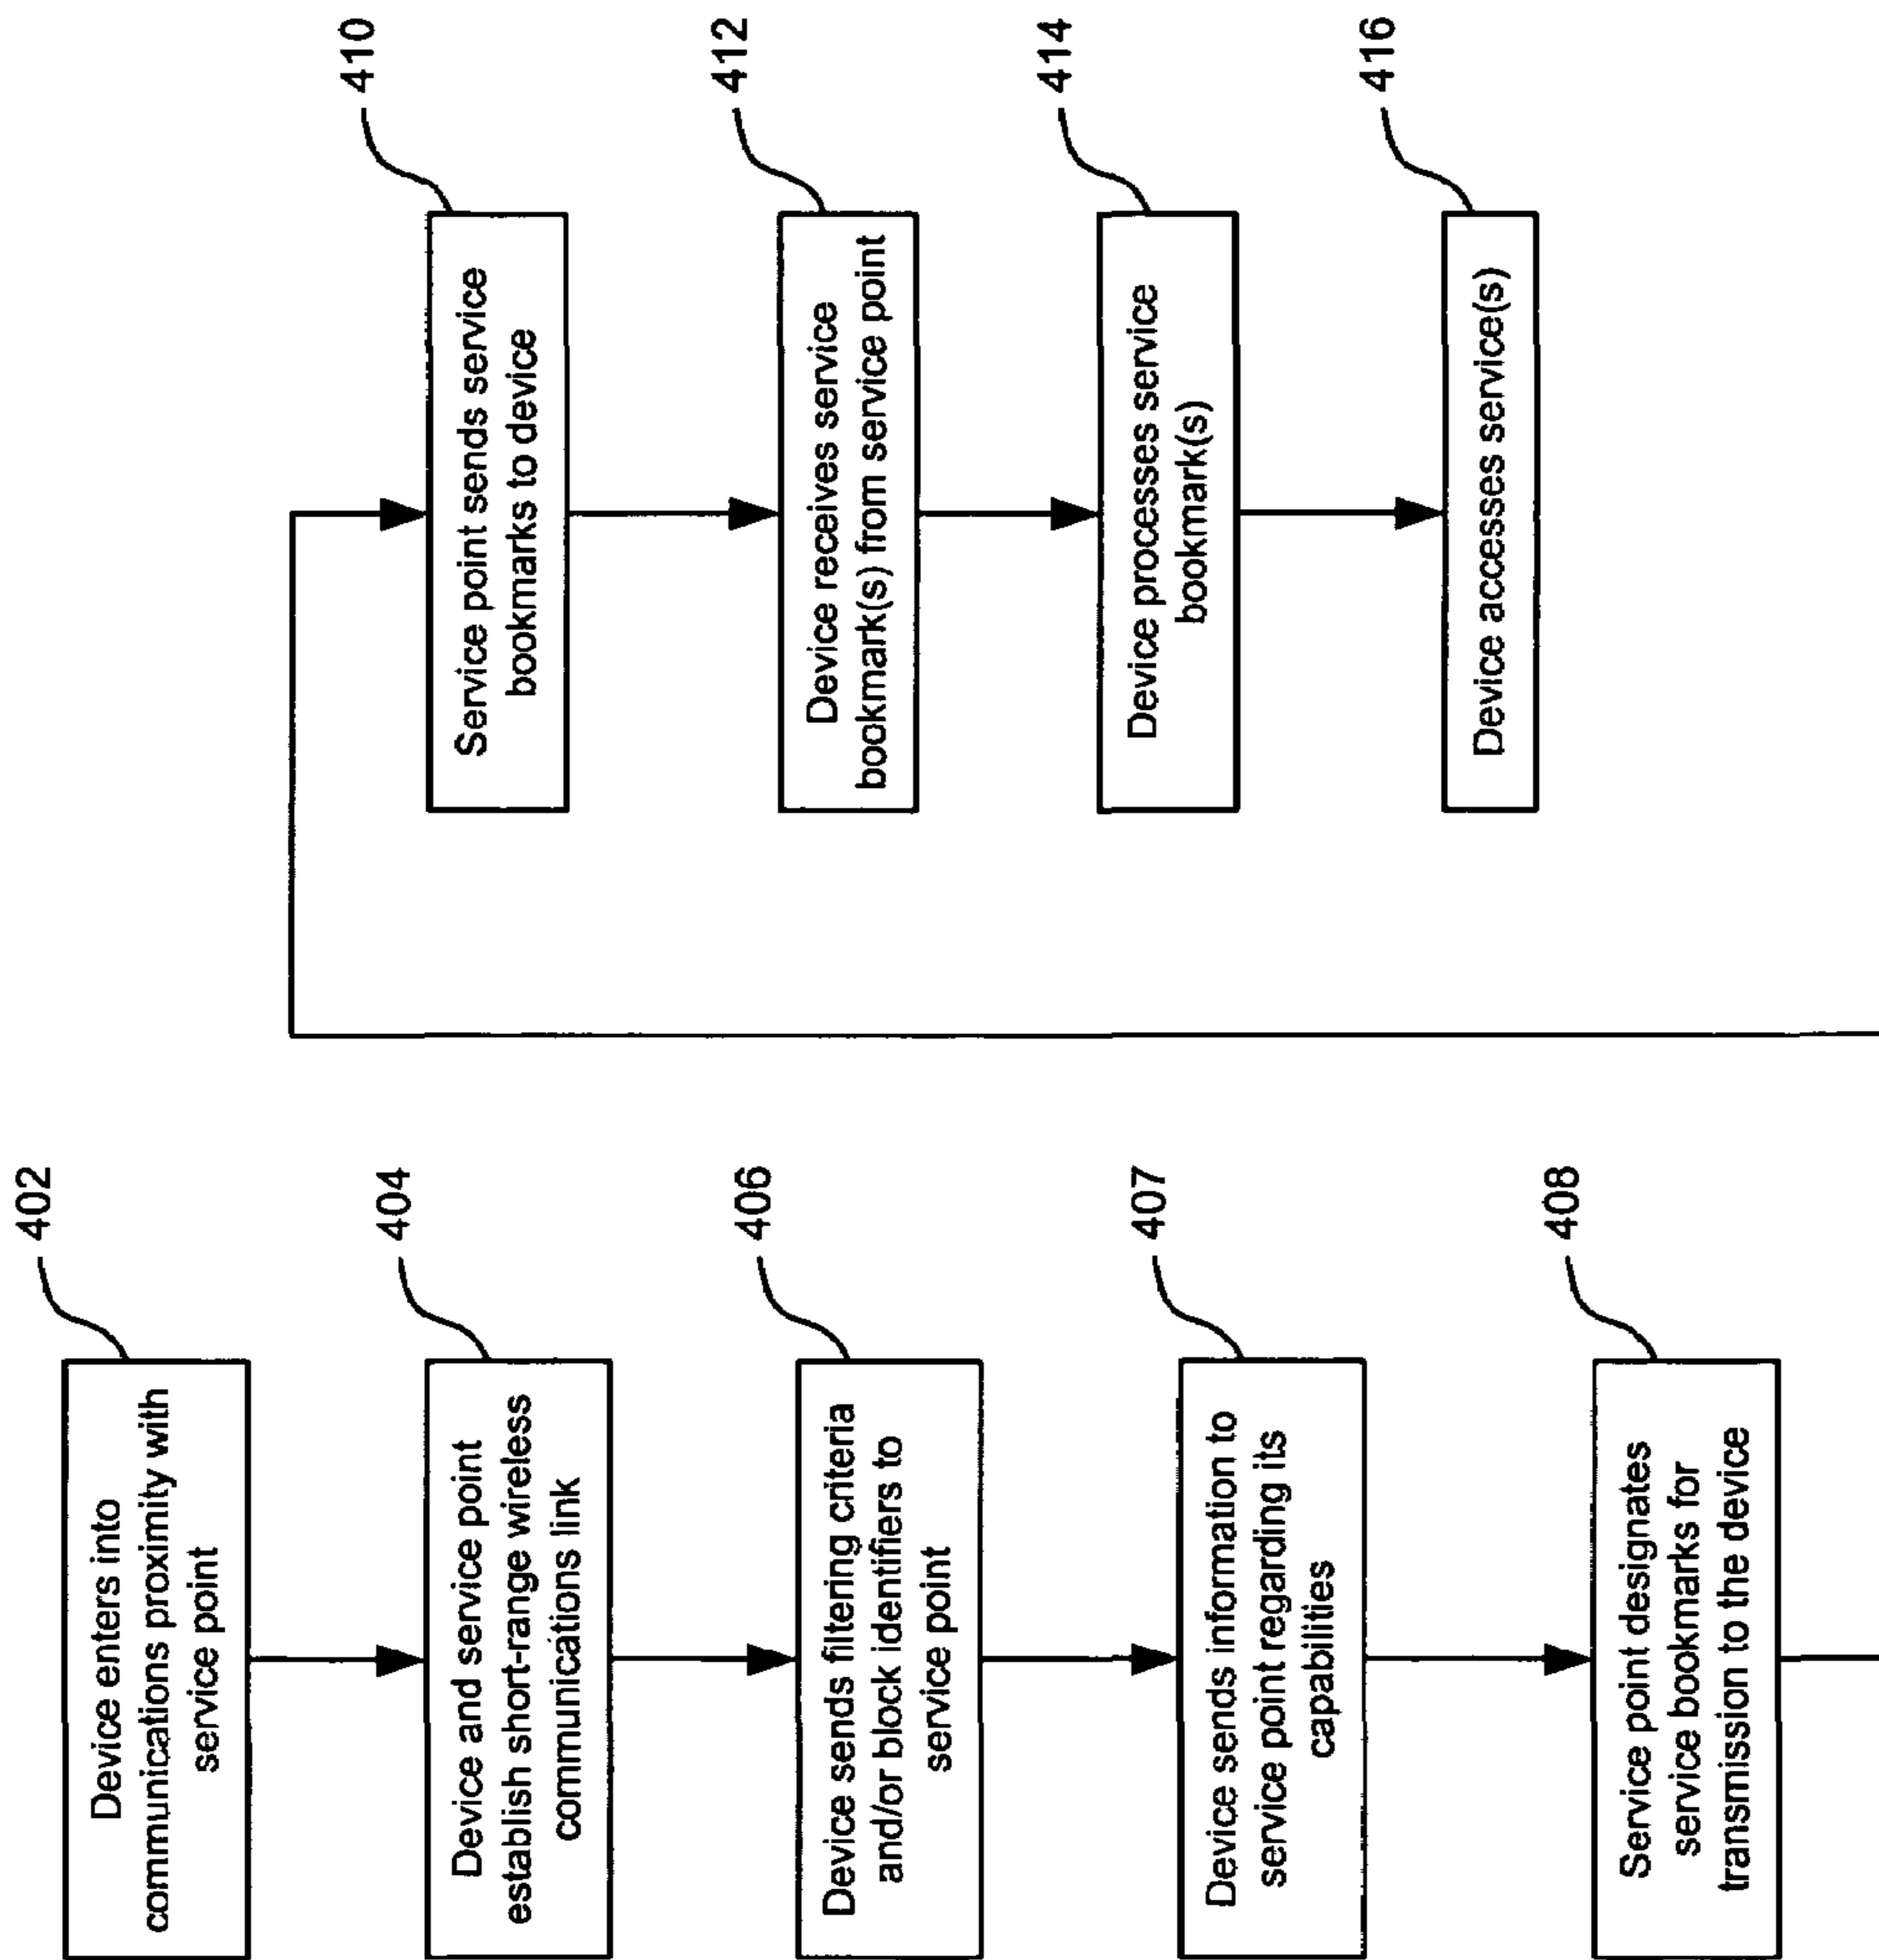 402
Device enters into
communications proximity with
service point
404
Device and service point
establish short-range wireless
communications link
406
Device sends filtering criteria
and/or block identifiers to
service point
407
Device sends information to
service point regarding its
capabilities
408
Service point designates
service bookmarks for
transmission to the device
410
Service point sends service
bookmarks to device
412
Device receives service
bookmark(s) from service point
414
Device processes service
bookmark(s)
416
Device accesses service(s)